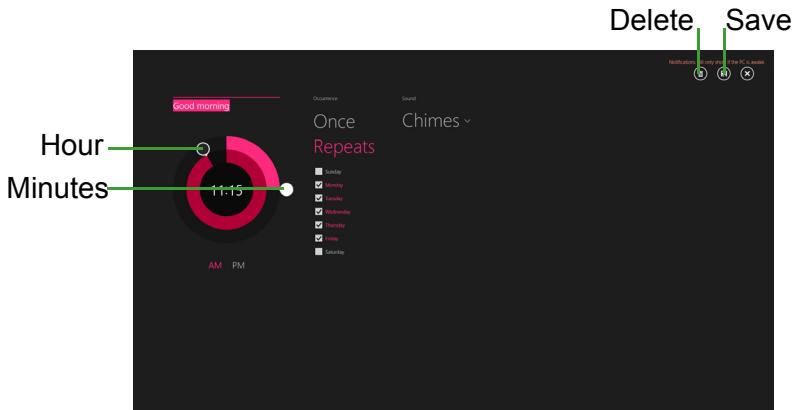 Delete Save
Notifications will only show if the PC is awake.
Good morning
Occurrence
Sound
Once
Chimes
Repeats
Hour
Minutes
11:15
Sunday
Monday
Tuesday
Wednesday
Thursday
Friday
Saturday
AM PM